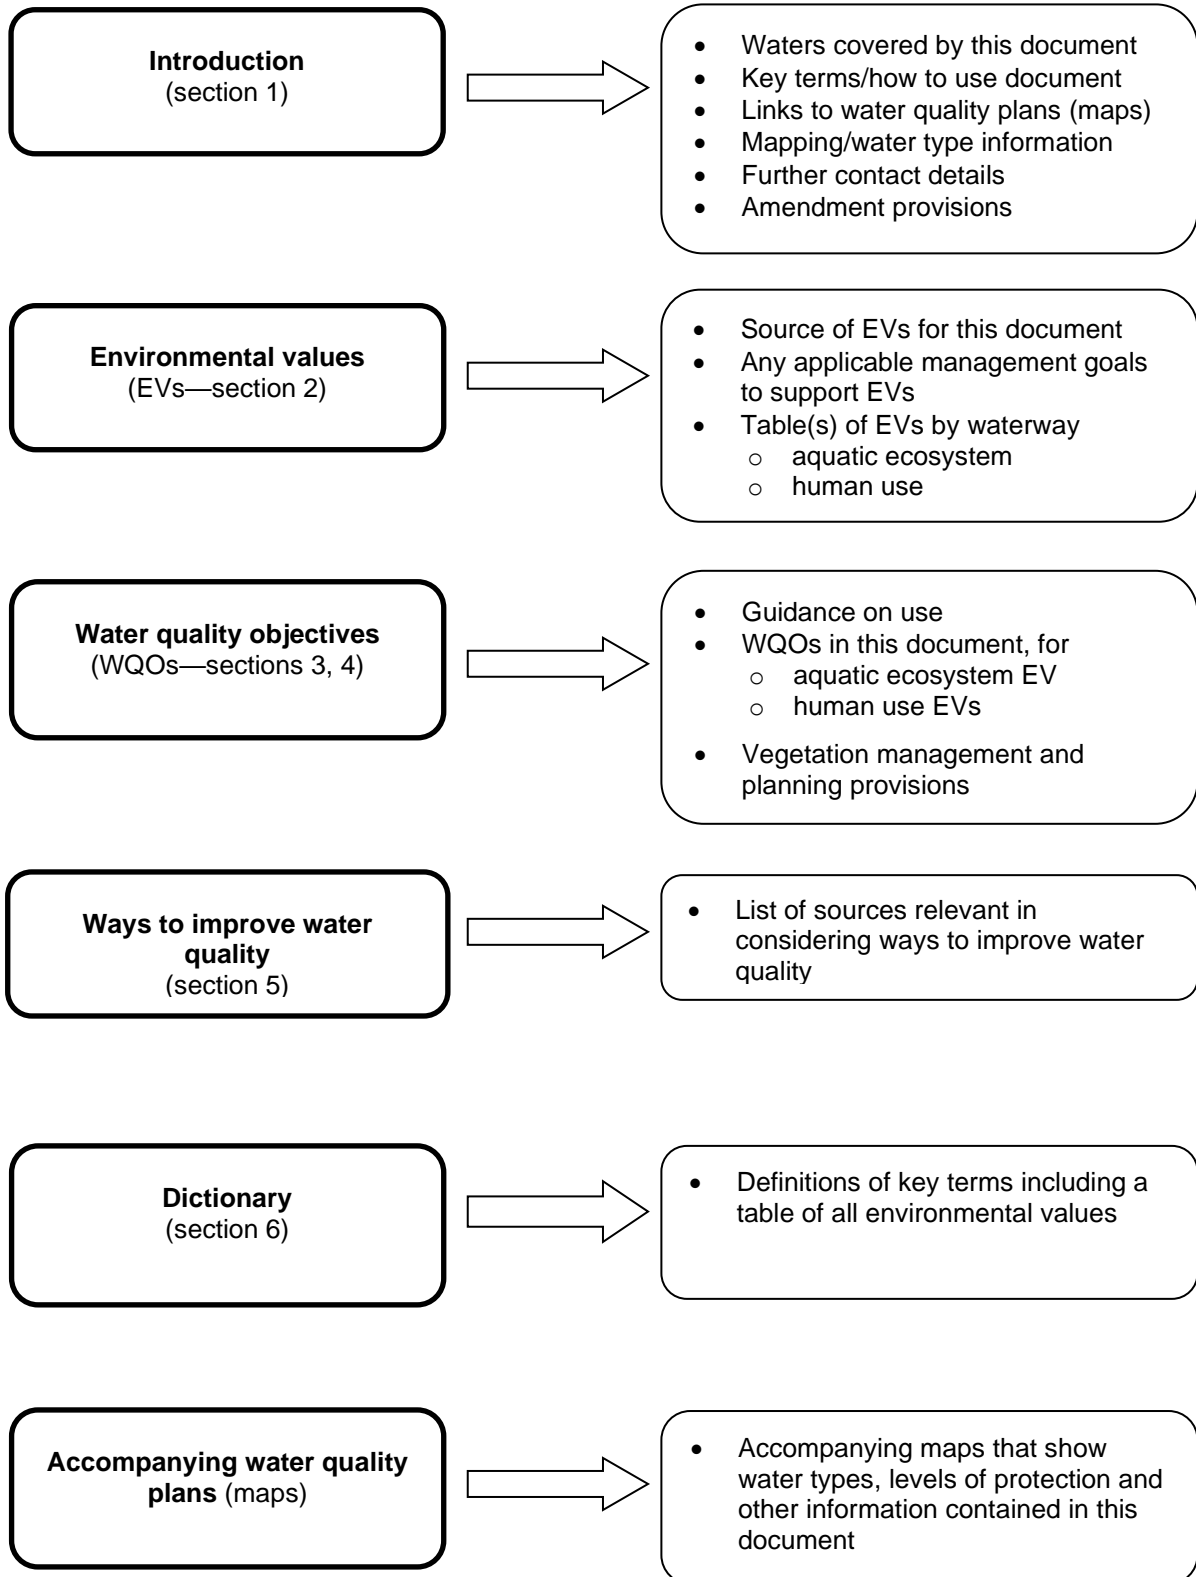 Introduction
(section 1)
• Waters covered by this document
• Key terms/how to use document
• Links to water quality plans (maps)
• Mapping/water type information
• Further contact details
• Amendment provisions
Environmental values
(EVs—section 2)
• Source of EVs for this document
• Any applicable management goals
to support EVs
• Table(s) of EVs by waterway
o aquatic ecosystem
o human use
Water quality objectives
(WQOs—sections 3, 4)
• Guidance on use
• WQOs in this document, for
o aquatic ecosystem EV
o human use EVs
• Vegetation management and
planning provisions
Ways to improve water
quality
(section 5)
• List of sources relevant in
considering ways to improve water
quality
Dictionary
(section 6)
• Definitions of key terms including a
table of all environmental values
Accompanying water quality
plans (maps)
• Accompanying maps that show
water types, levels of protection and
other information contained in this
document